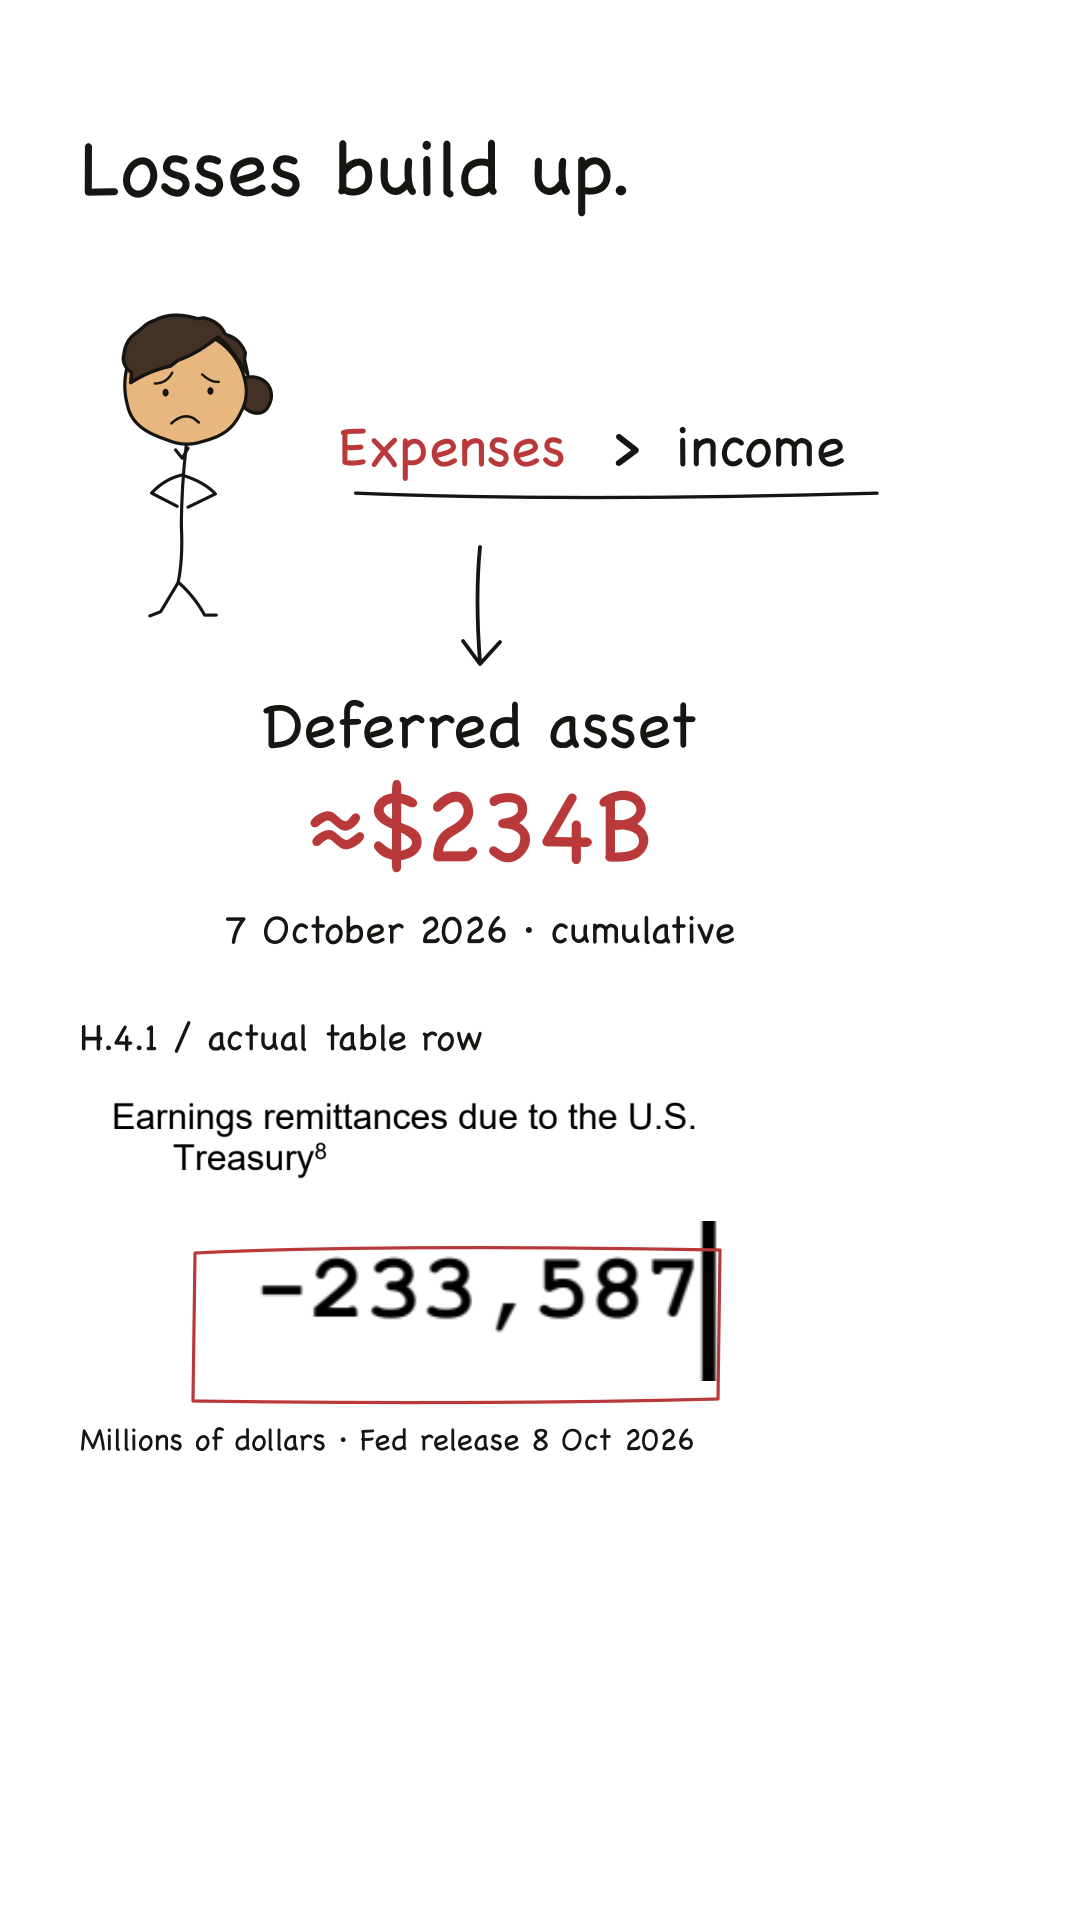 Losses build up.
Expenses > income
Deferred asset
≈$234B
7 October 2026 · cumulative
H.4.1 / actual table row
Earnings remittances due to the U.S.
Treasury⁸
-233,587
Millions of dollars · Fed release 8 Oct 2026